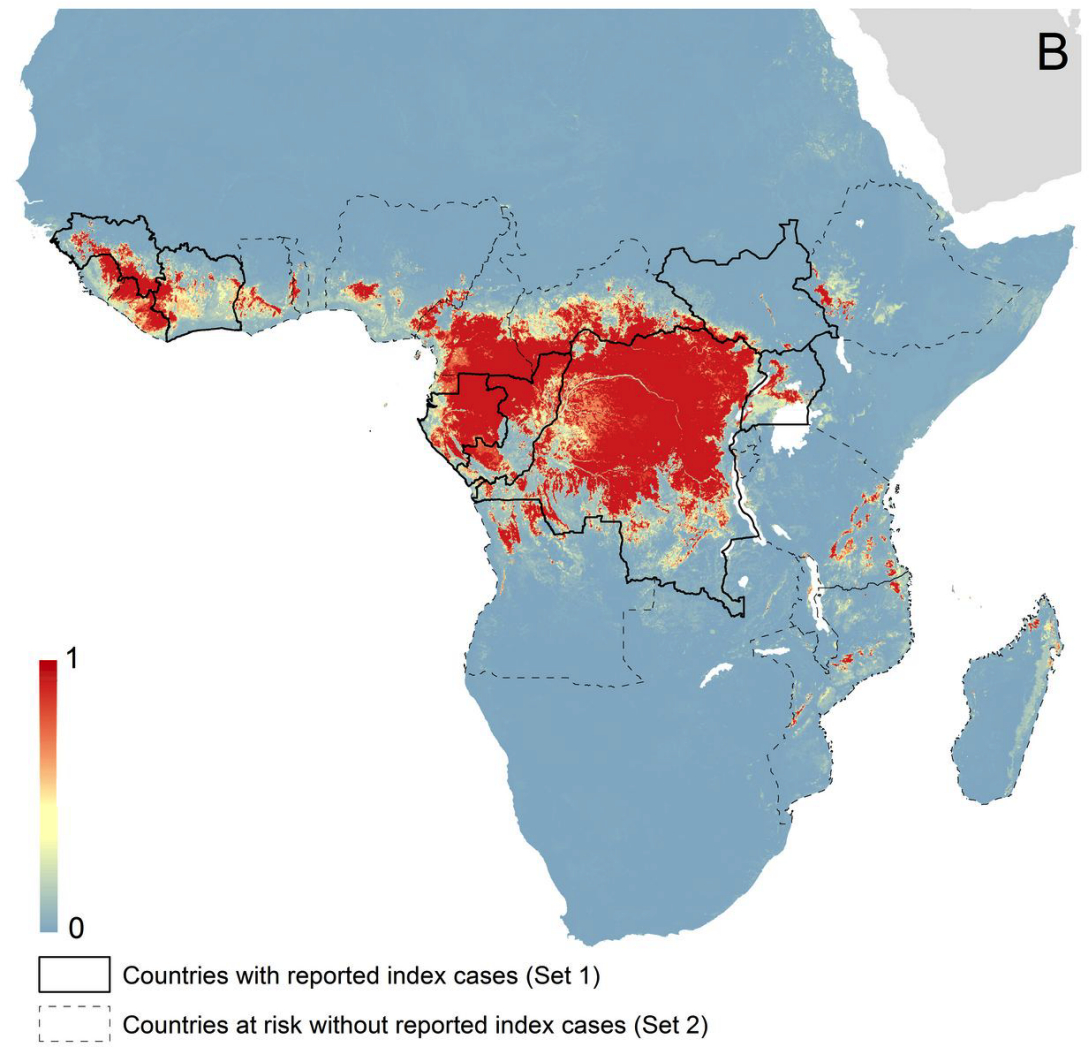 B
1
0
Countries with reported index cases (Set 1)
Countries at risk without reported index cases (Set 2)